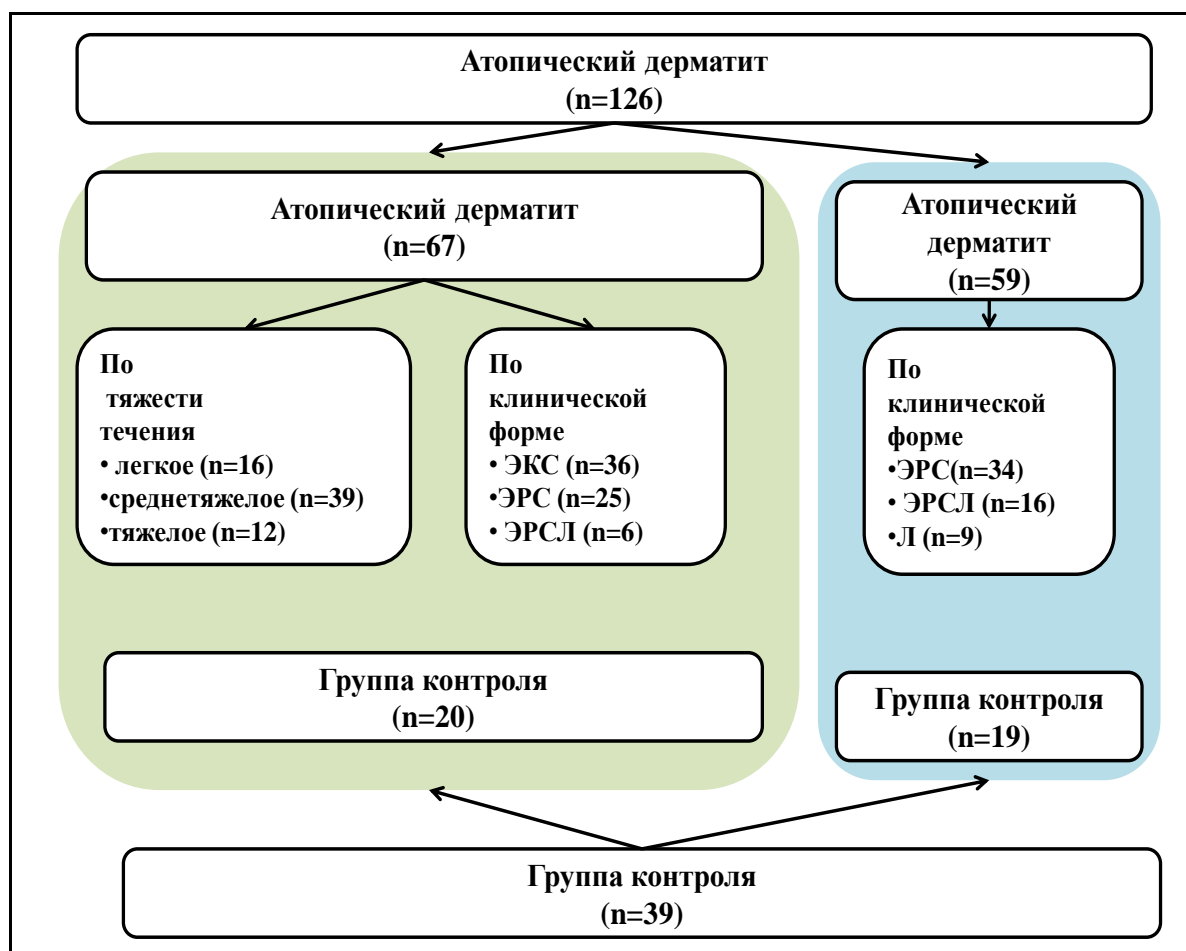 Атопический дерматит
(n=126)
Атопический дерматит
(n=67)
По
тяжести
течения
• легкое (n=16)
•среднетяжелое (n=39)
•тяжелое (n=12)
По
клинической
форме
• ЭКС (n=36)
•ЭРС (n=25)
• ЭРСЛ (n=6)
Группа контроля
(n=20)
Атопический
дерматит
(n=59)
По
клинической
форме
•ЭРС(n=34)
• ЭРСЛ (n=16)
•Л (n=9)
Группа контроля
(n=19)
Группа контроля
(n=39)